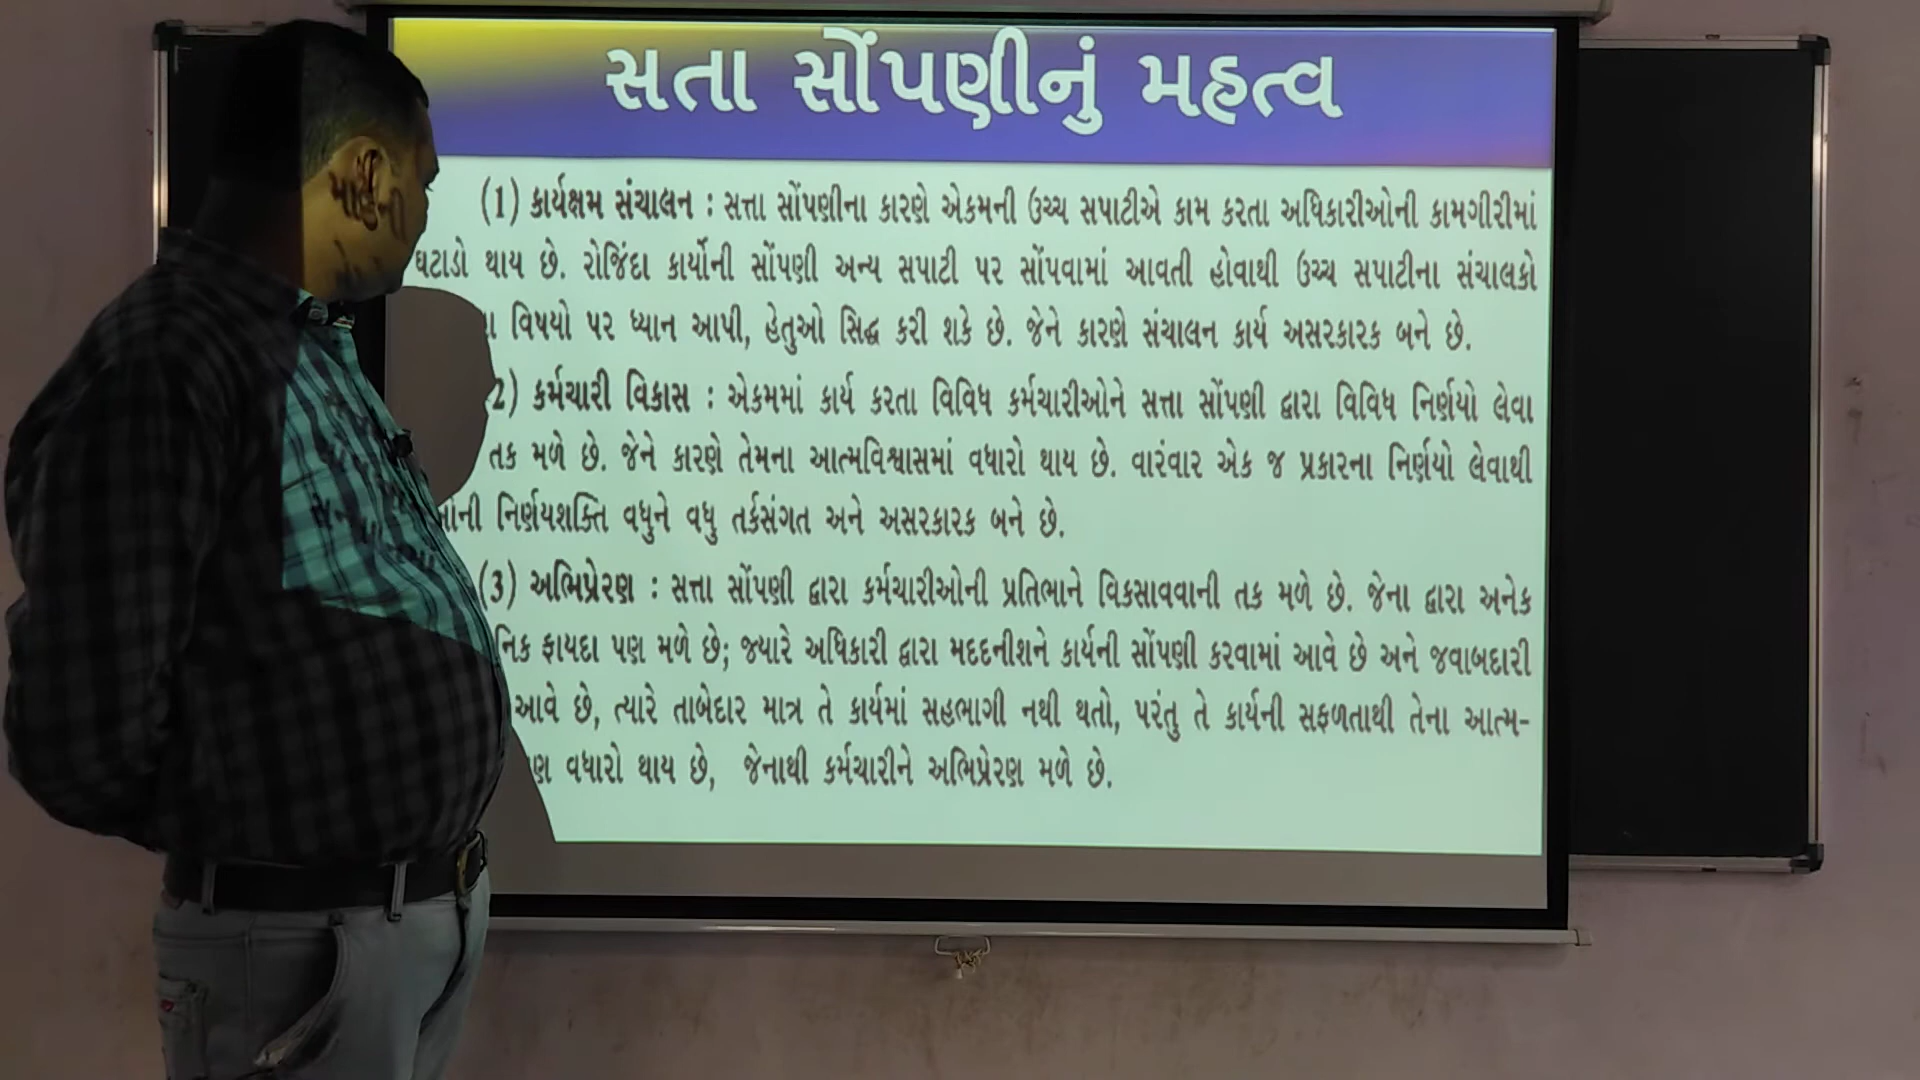 સતા સોંપણીનું મહત્વ
(1) કાર્યક્ષમ સંચાલન : સત્તા સોંપણીના કારણે એકમની ઉચ્ચ સપાટીએ કામ કરતા અધિકારીઓની કામગીરીમાં
ઘટાડો થાય છે. રોજિંદા કાર્યોની સોંપણી અન્ય સપાટી પર સોંપવામાં આવતી હોવાથી ઉચ્ચ સપાટીના સંચાલકો
વિષયો પર ધ્યાન આપી, હેતુઓ સિદ્ધ કરી શકે છે. જેને કારણે સંચાલન કાર્ય અસરકારક બને છે.
2) કર્મચારી વિકાસ : એકમમાં કાર્ય કરતા વિવિધ કર્મચારીઓને સત્તા સોંપણી દ્વારા વિવિધ નિર્ણયો લેવા
તક મળે છે. જેને કારણે તેમના આત્મવિશ્વાસમાં વધારો થાય છે. વારંવાર એક જ પ્રકારના નિર્ણયો લેવાથી
નિર્ણયશક્તિ વધુને વધુ તર્કસંગત અને અસરકારક બને છે.
(3) અભિપ્રેરણ : સત્તા સોંપણી દ્વારા કર્મચારીઓની પ્રતિભાને વિકસાવવાની તક મળે છે. જેના દ્વારા અનેક
નિક ફાયદા પણ મળે છે; જ્યારે અધિકારી દ્વારા મદદનીશને કાર્યની સોંપણી કરવામાં આવે છે અને જવાબદારી
આવે છે, ત્યારે તાબેદાર માત્ર તે કાર્યમાં સહભાગી નથી થતો, પરંતુ તે કાર્યની સફળતાથી તેના આત્મ-
વધારો થાય છે, જેનાથી કર્મચારીને અભિપ્રેરણ મળે છે.